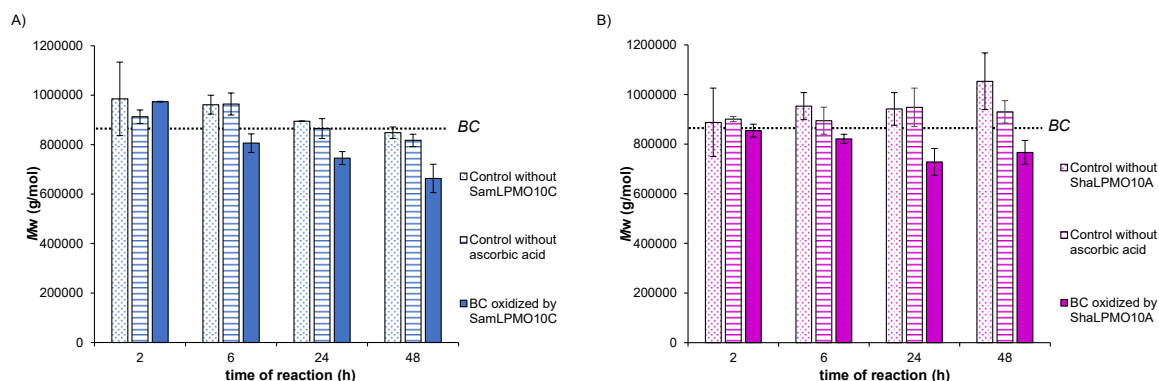 A)
1200000
1000000
800000
600000
400000
200000
0
Mw (g/mol)
BC
Control without
SamLPMO10C
Control without
ascorbic acid
BC oxidized by
SamLPMO10C
2 6 24 48
time of reaction (h)
B)
1200000
1000000
800000
600000
400000
200000
0
Mw (g/mol)
BC
Control without
ShaLPMO10A
Control without
ascorbic acid
BC oxidized by
ShaLPMO10A
2 6 24 48
time of reaction (h)